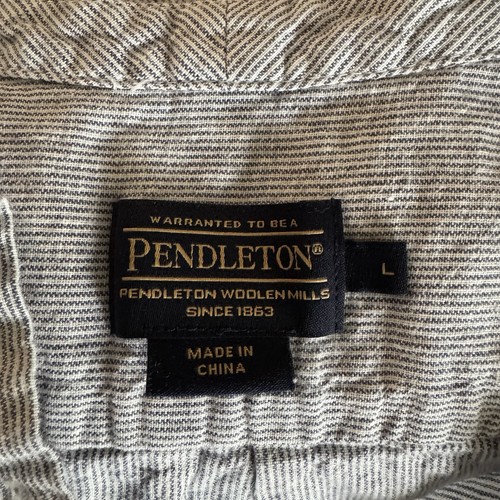 WARRANTED TO BE A
PENDLETON®
PENDLETON WOOLEN MILLS
SINCE 1863
L
MADE IN
CHINA